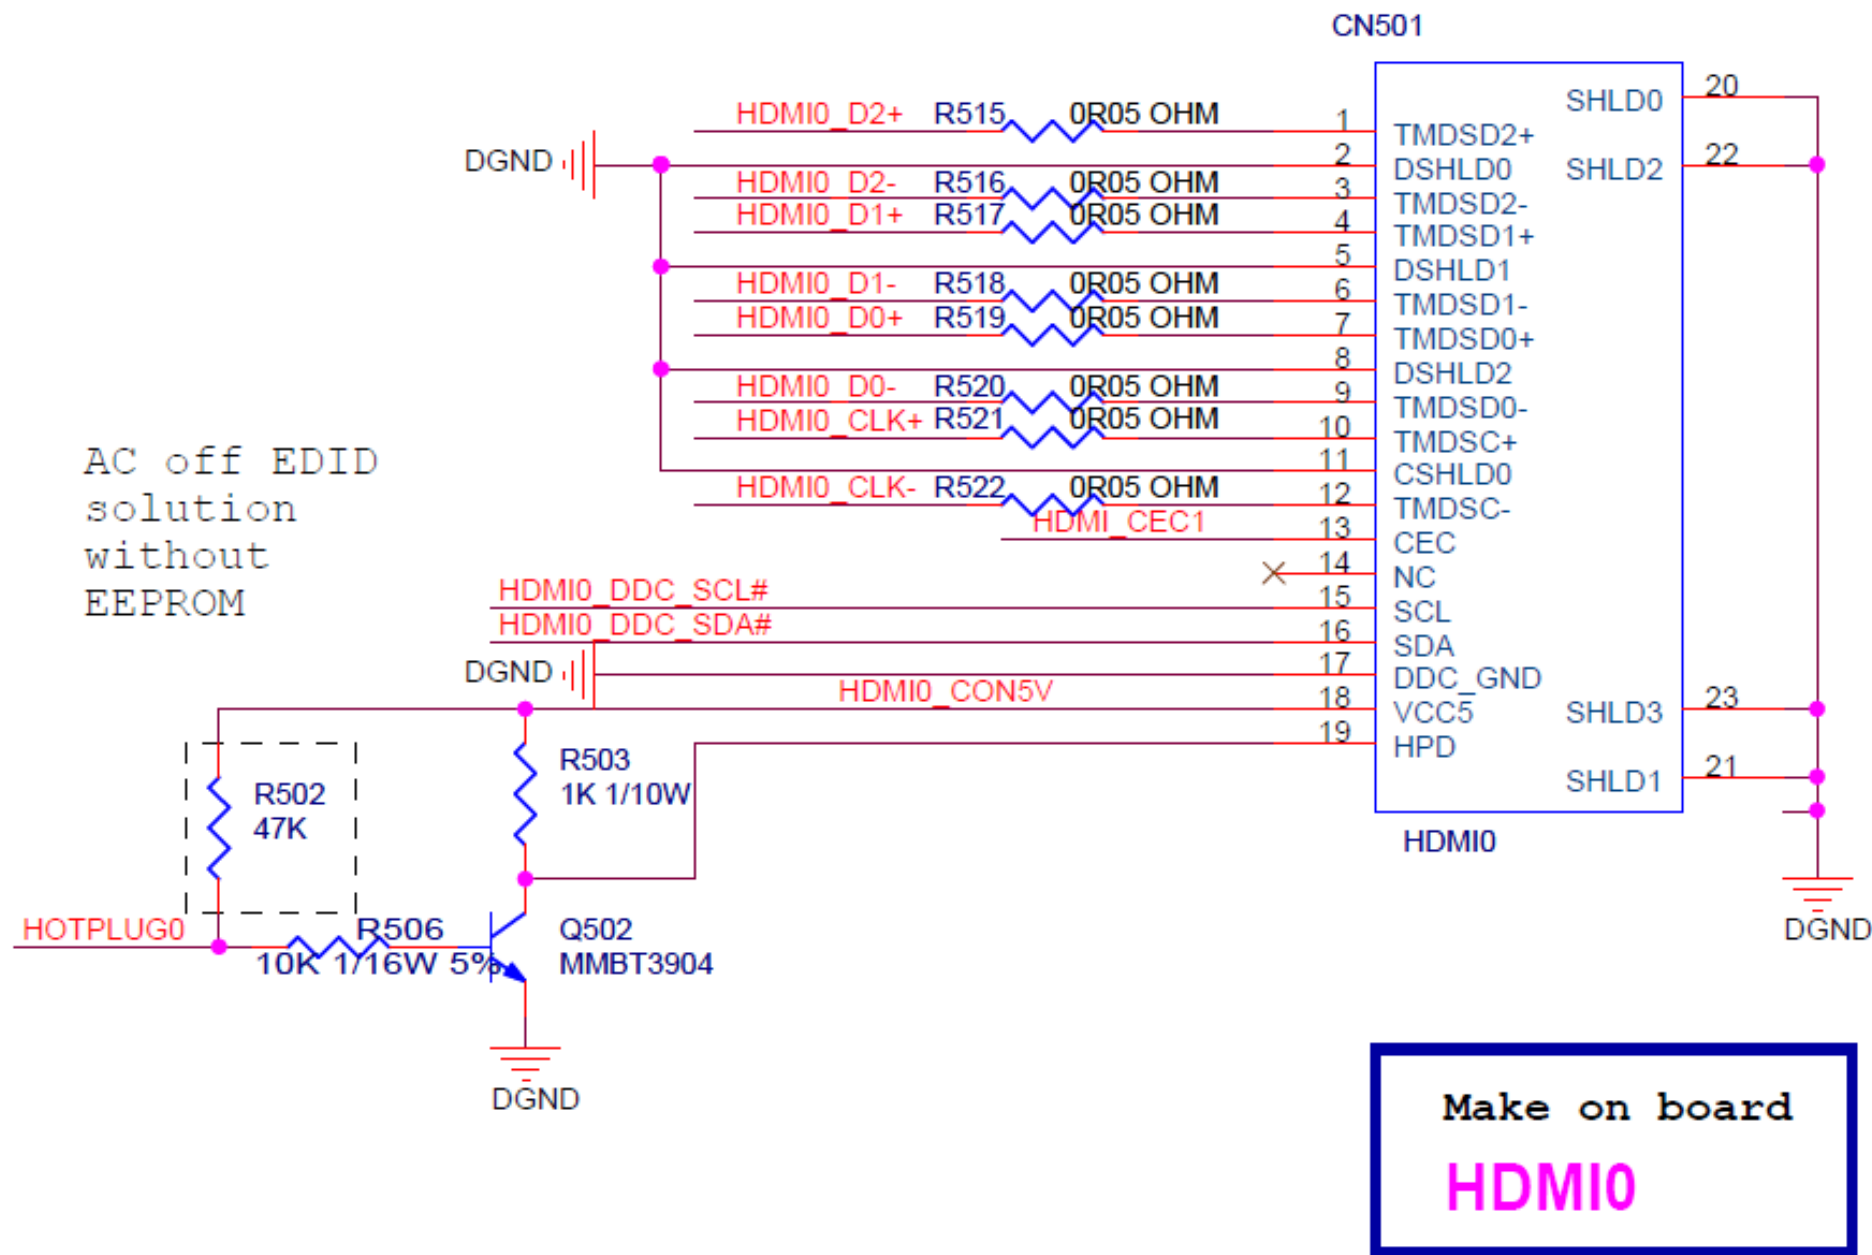 CN501
HDMI0_D2+ R515 0R05 OHM 1 TMDSD2+ SHLD0 20
DGND 2 DSHLD0 SHLD2 22
HDMI0_D2- R516 0R05 OHM 3 TMDSD2-
HDMI0_D1+ R517 0R05 OHM 4 TMDSD1+
5 DSHLD1
HDMI0_D1- R518 0R05 OHM 6 TMDSD1-
HDMI0_D0+ R519 0R05 OHM 7 TMDSD0+
8 DSHLD2
HDMI0_D0- R520 0R05 OHM 9 TMDSD0-
HDMI0_CLK+ R521 0R05 OHM 10 TMDSC+
11 CSHLD0
HDMI0_CLK- R522 0R05 OHM 12 TMDSC-
HDMI_CEC1 13 CEC
14 NC
HDMI0_DDC_SCL# 15 SCL
HDMI0_DDC_SDA# 16 SDA
DGND 17 DDC_GND
HDMI0_CON5V 18 VCC5 SHLD3 23
19 HPD
SHLD1 21
HDMI0
DGND
AC off EDID
solution
without
EEPROM
R503
1K 1/10W
R502
47K
HOTPLUG0
R506
10K 1/16W 5%
Q502
MMBT3904
DGND
Make on board
HDMI0